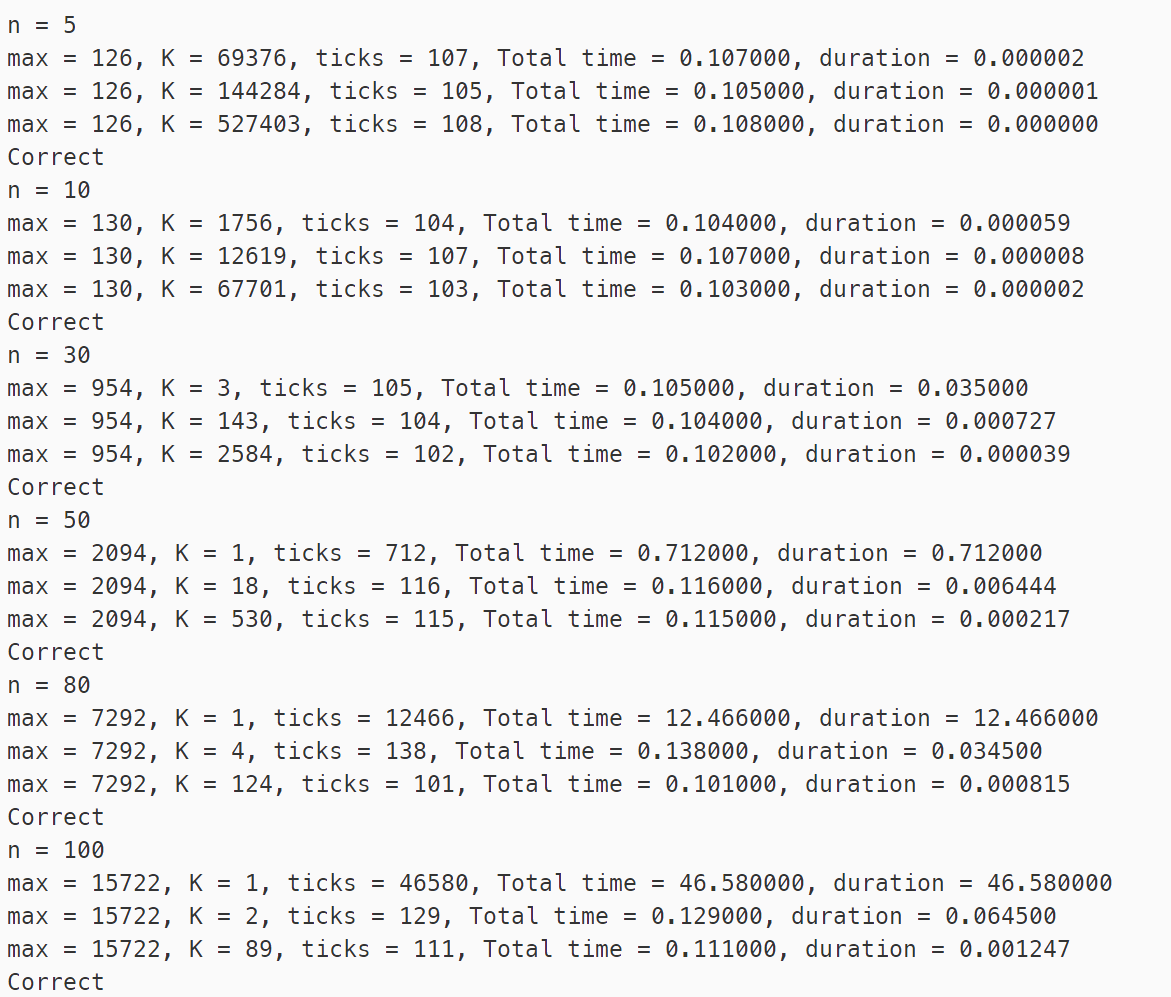 n = 5
max = 126, K = 69376, ticks = 107, Total time = 0.107000, duration = 0.000002
max = 126, K = 144284, ticks = 105, Total time = 0.105000, duration = 0.000001
max = 126, K = 527403, ticks = 108, Total time = 0.108000, duration = 0.000000
Correct
n = 10
max = 130, K = 1756, ticks = 104, Total time = 0.104000, duration = 0.000059
max = 130, K = 12619, ticks = 107, Total time = 0.107000, duration = 0.000008
max = 130, K = 67701, ticks = 103, Total time = 0.103000, duration = 0.000002
Correct
n = 30
max = 954, K = 3, ticks = 105, Total time = 0.105000, duration = 0.035000
max = 954, K = 143, ticks = 104, Total time = 0.104000, duration = 0.000727
max = 954, K = 2584, ticks = 102, Total time = 0.102000, duration = 0.000039
Correct
n = 50
max = 2094, K = 1, ticks = 712, Total time = 0.712000, duration = 0.712000
max = 2094, K = 18, ticks = 116, Total time = 0.116000, duration = 0.006444
max = 2094, K = 530, ticks = 115, Total time = 0.115000, duration = 0.000217
Correct
n = 80
max = 7292, K = 1, ticks = 12466, Total time = 12.466000, duration = 12.466000
max = 7292, K = 4, ticks = 138, Total time = 0.138000, duration = 0.034500
max = 7292, K = 124, ticks = 101, Total time = 0.101000, duration = 0.000815
Correct
n = 100
max = 15722, K = 1, ticks = 46580, Total time = 46.580000, duration = 46.580000
max = 15722, K = 2, ticks = 129, Total time = 0.129000, duration = 0.064500
max = 15722, K = 89, ticks = 111, Total time = 0.111000, duration = 0.001247
Correct